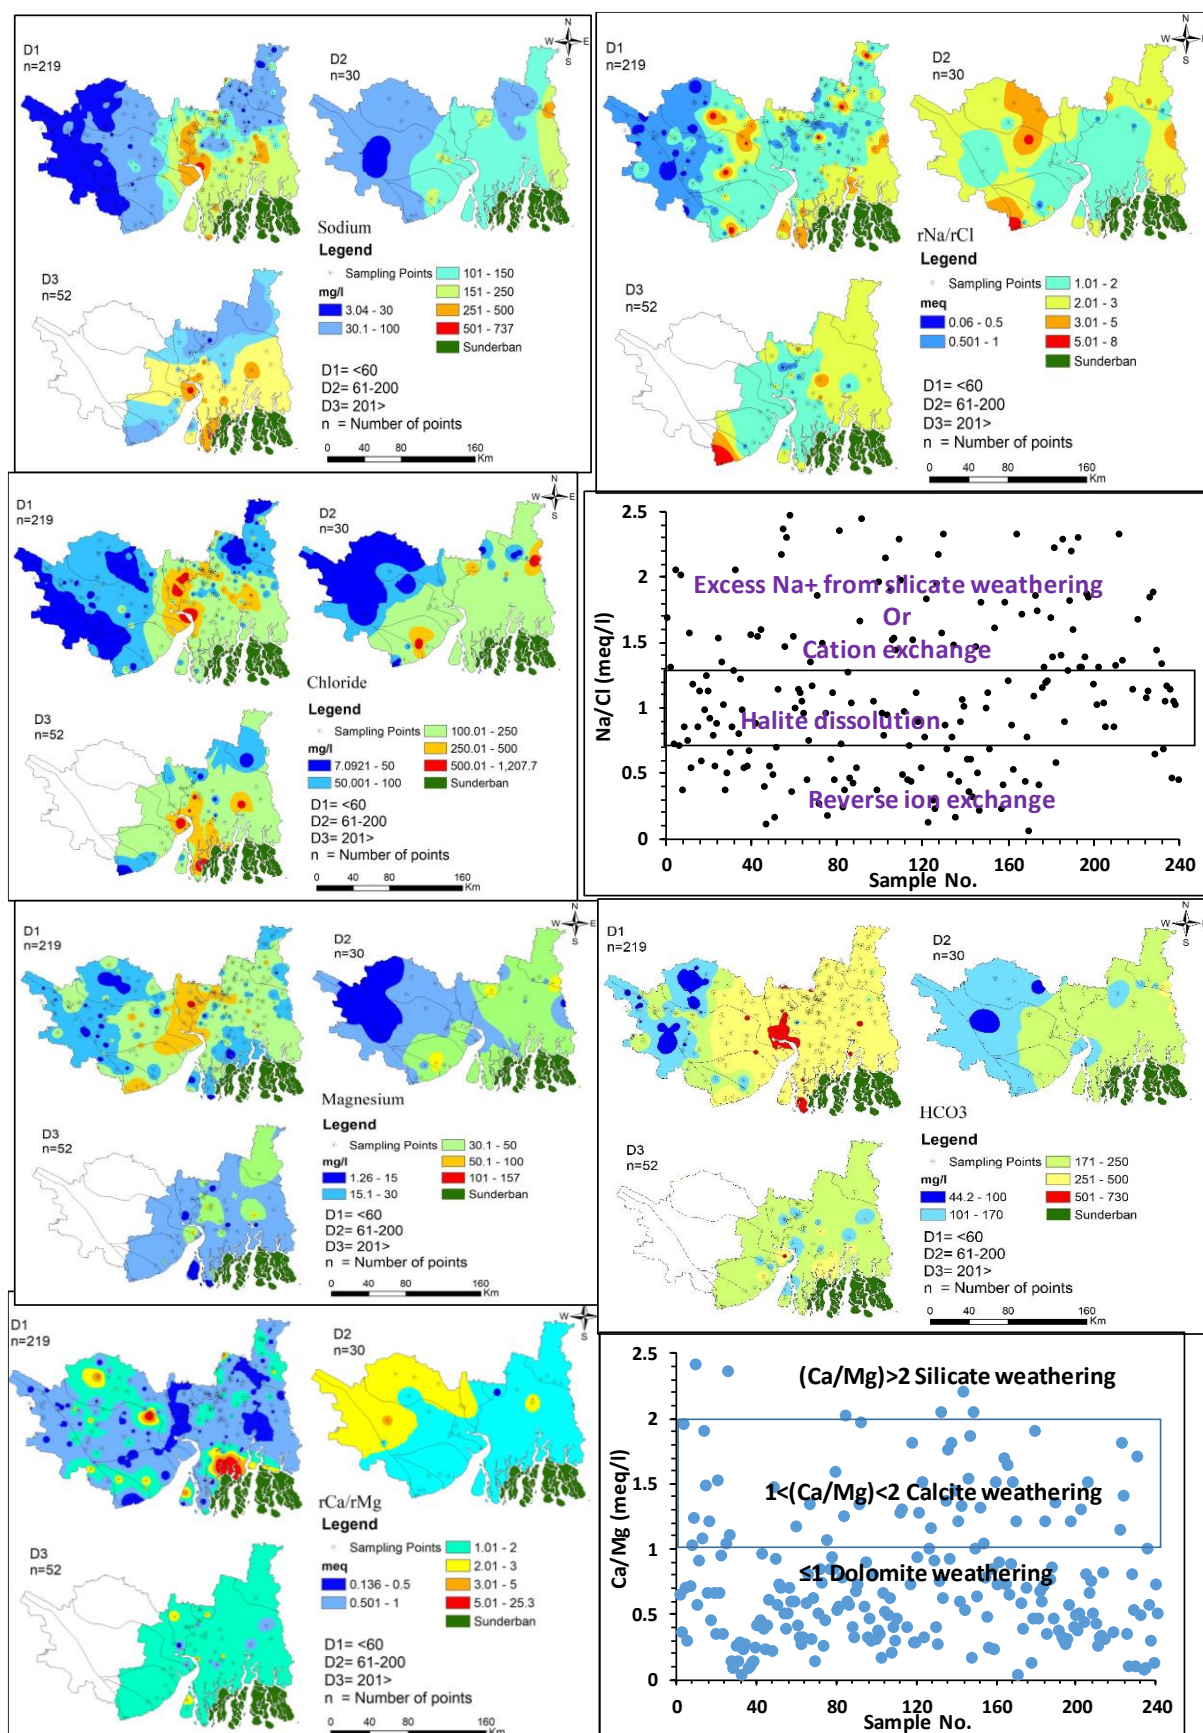 D1
n=219
D2
n=30
N
W E
S
Sodium
Legend
Sampling Points
mg/l
3.04 - 30
30.1 - 100
101 - 150
151 - 250
251 - 500
501 - 737
Sunderban
D3
n=52
D1= <60
D2= 61-200
D3= 201>
n = Number of points
0 40 80 160
Km
D1
n=219
D2
n=30
N
W
S
rNa/rCl
Legend
Sampling Points
meq
0.06 - 0.5
0.501 - 1
1.01 - 2
2.01 - 3
3.01 - 5
5.01 - 8
Sunderban
D3
n=52
D1= <60
D2= 61-200
D3= 201>
n = Number of points
0 40 80 160
Km
D1
n=219
D2
n=30
N
W E
S
Chloride
Legend
Sampling Points
mg/l
7.0921 - 50
50.001 - 100
100.01 - 250
250.01 - 500
500.01 - 1,207.7
Sunderban
D3
n=52
D1= <60
D2= 61-200
D3= 201>
n = Number of points
0 40 80 160
Km
2.5
2
1.5
1
0.5
0
Na/Cl (meq/l)
Excess Na+ from silicate weathering
Or
Cation exchange
Halite dissolution
Reverse ion exchange
0 40 80 120 160 200 240
Sample No.
D1
n=219
D2
n=30
N
W E
S
Magnesium
Legend
Sampling Points
mg/l
1.26 - 15
15.1 - 30
30.1 - 50
50.1 - 100
101 - 157
Sunderban
D3
n=52
D1= <60
D2= 61-200
D3= 201>
n = Number of points
0 40 80 160
Km
D1
n=219
D2
n=30
N
W
S
HCO3
Legend
Sampling Points
mg/l
44.2 - 100
101 - 170
171 - 250
251 - 500
501 - 730
Sunderban
D3
n=52
D1= <60
D2= 61-200
D3= 201>
n = Number of points
0 40 80 160
Km
D1
n=219
D2
n=30
W E
S
rCa/rMg
Legend
Sampling Points
meq
0.136 - 0.5
0.501 - 1
1.01 - 2
2.01 - 3
3.01 - 5
5.01 - 25.3
Sunderban
D3
n=52
D1= <60
D2= 61-200
D3= 201>
n = Number of points
0 40 80 160
Km
2.5
2
1.5
1
0.5
0
Ca/Mg (meq/l)
(Ca/Mg)>2 Silicate weathering
1<(Ca/Mg)<2 Calcite weathering
≤1 Dolomite weathering
0 40 80 120 160 200 240
Sample No.